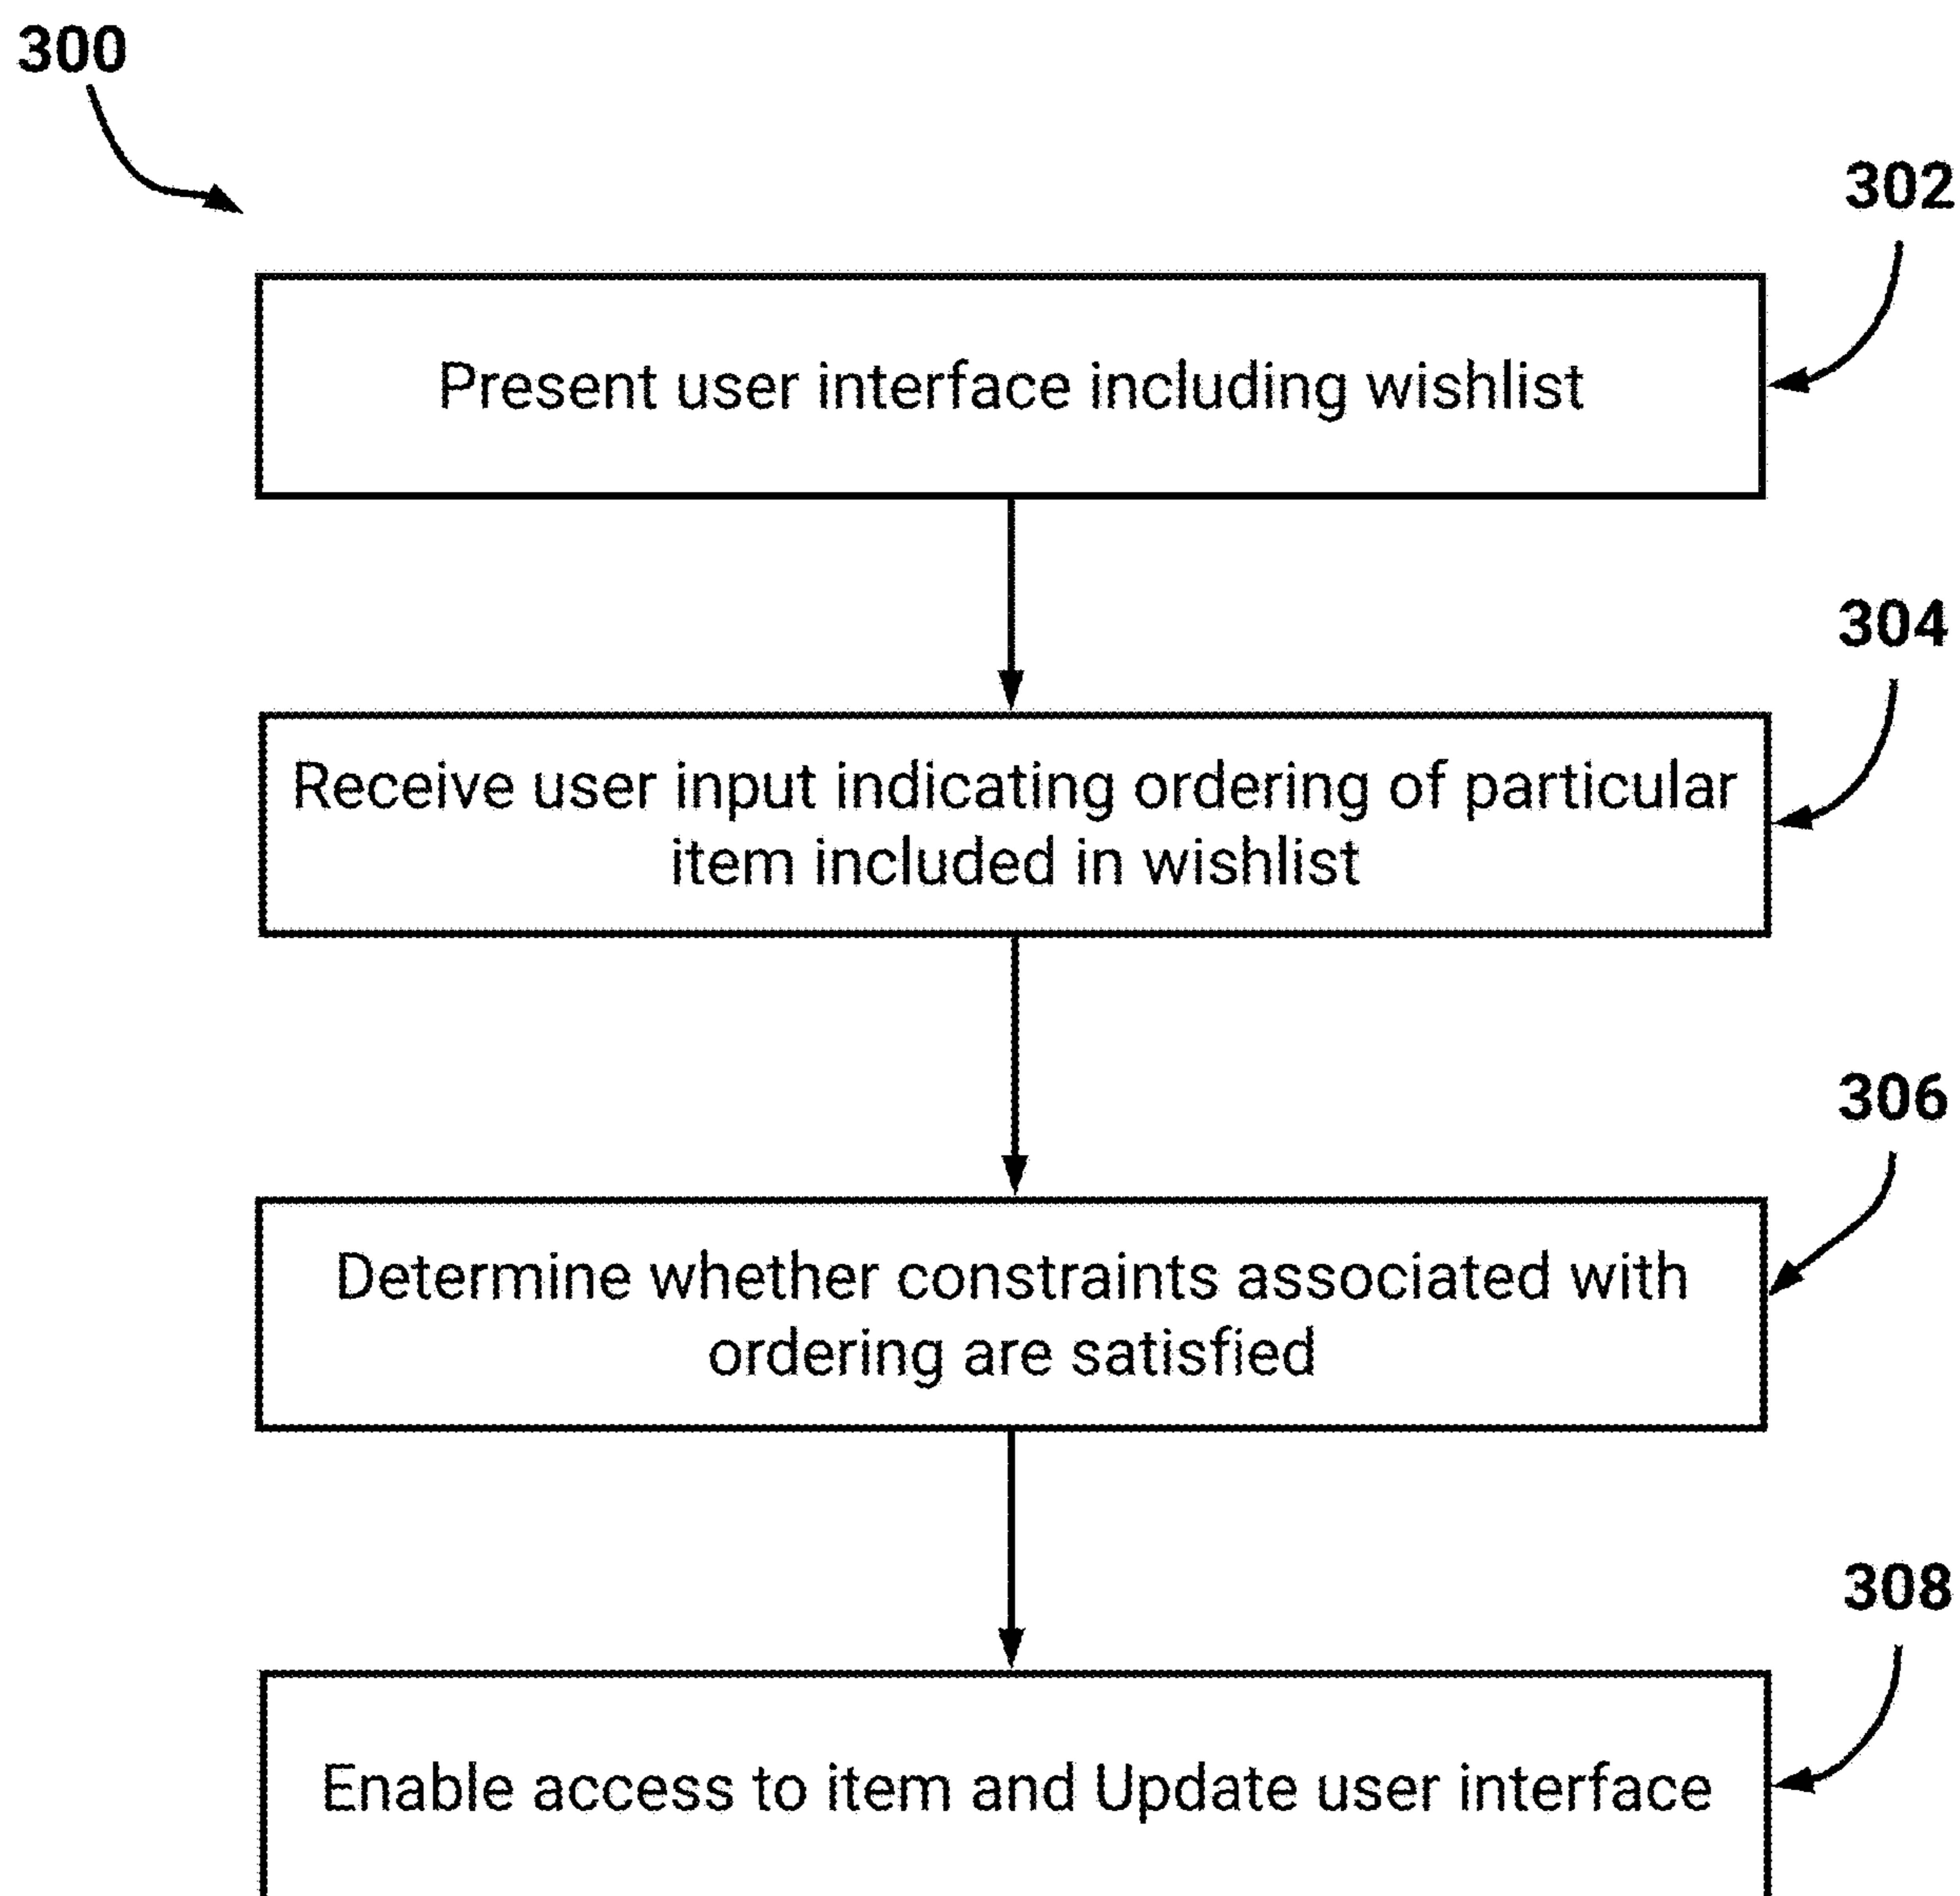 300
302
Present user interface including wishlist
304
Receive user input indicating ordering of particular
item included in wishlist
306
Determine whether constraints associated with
ordering are satisfied
308
Enable access to item and Update user interface